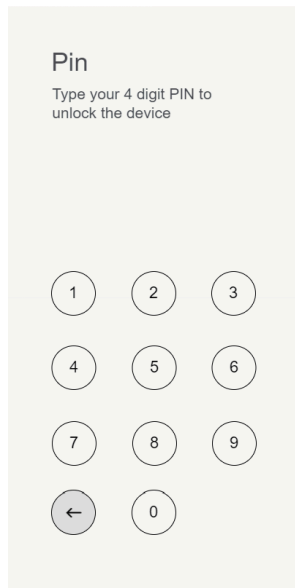 Pin
Type your 4 digit PIN to
unlock the device
1 2 3
4 5 6
7 8 9
← 0